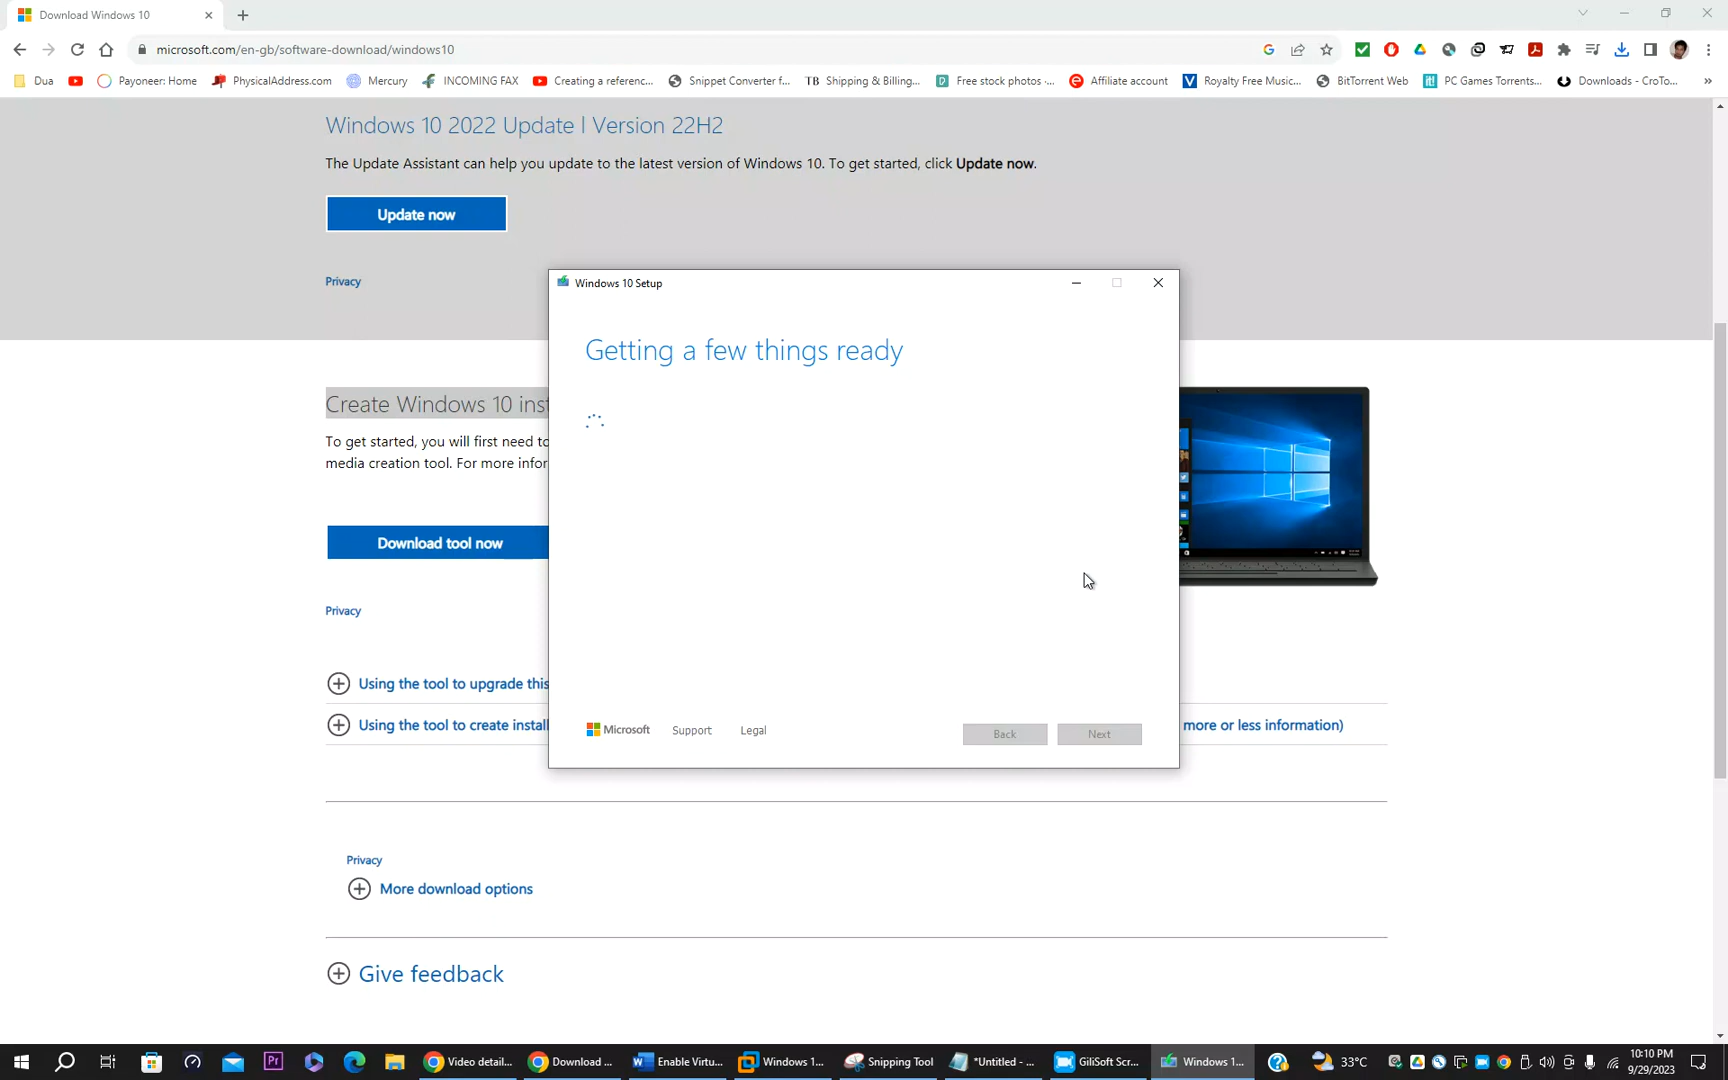 Download Windows 10
microsoft.com/en-gb/software-download/windows10
Dua
Payoneer: Home
PhysicalAddress.com
Mercury
INCOMING FAX
Creating a referenc...
Snippet Converter f...
TB Shipping & Billing...
Free stock photos ·...
Affiliate account
Royalty Free Music...
BitTorrent Web
PC Games Torrents...
Downloads - CroTo...
»
Windows 10 2022 Update | Version 22H2
The Update Assistant can help you update to the latest version of Windows 10. To get started, click Update now.
Update now
Privacy
Windows 10 Setup
Getting a few things ready
Create Windows 10 inst
To get started, you will first need to
media creation tool. For more infor
Download tool now
Privacy
Using the tool to upgrade this
Using the tool to create install
more or less information)
Microsoft
Support
Legal
Back
Next
Privacy
More download options
Give feedback
Pr
Video detail...
Download ...
Enable Virtu...
Windows 1...
Snipping Tool
*Untitled - ...
GiliSoft Scr...
Windows 1...
33°C
10:10 PM
9/29/2023